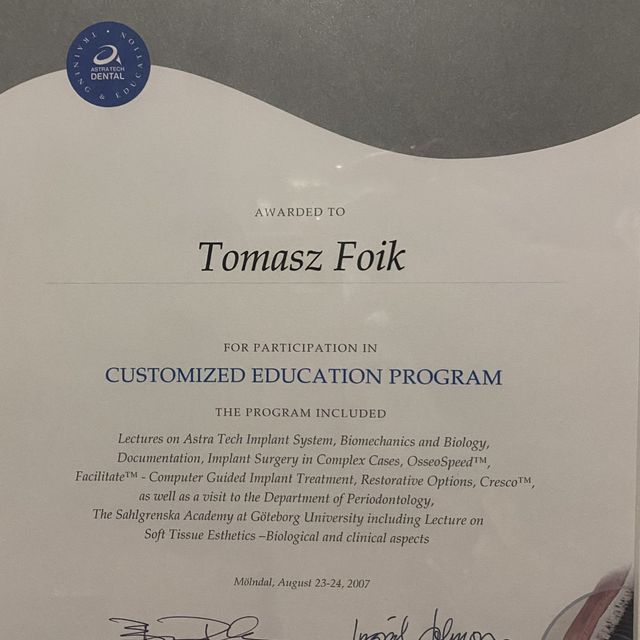 TRAINING & EDUCATION
ASTRA TECH
DENTAL
AWARDED TO
Tomasz Foik
FOR PARTICIPATION IN
CUSTOMIZED EDUCATION PROGRAM
THE PROGRAM INCLUDED
Lectures on Astra Tech Implant System, Biomechanics and Biology,
Documentation, Implant Surgery in Complex Cases, OsseoSpeed™,
Facilitate™ - Computer Guided Implant Treatment, Restorative Options, Cresco™,
as well as a visit to the Department of Periodontology,
The Sahlgrenska Academy at Göteborg University including Lecture on
Soft Tissue Esthetics –Biological and clinical aspects
Mölndal, August 23-24, 2007